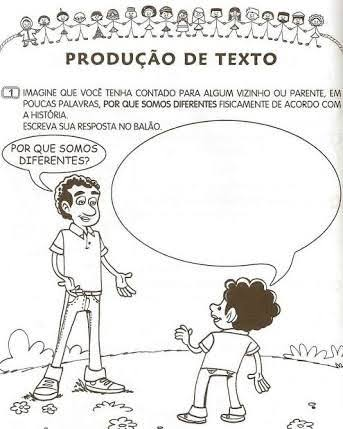 PRODUÇÃO DE TEXTO
1 IMAGINE QUE VOCÊ TENHA CONTADO PARA ALGUM VIZINHO OU PARENTE, EM
POUCAS PALAVRAS, POR QUE SOMOS DIFERENTES FISICAMENTE DE ACORDO COM
A HISTÓRIA.
ESCREVA SUA RESPOSTA NO BALÃO.
POR QUE SOMOS
DIFERENTES?